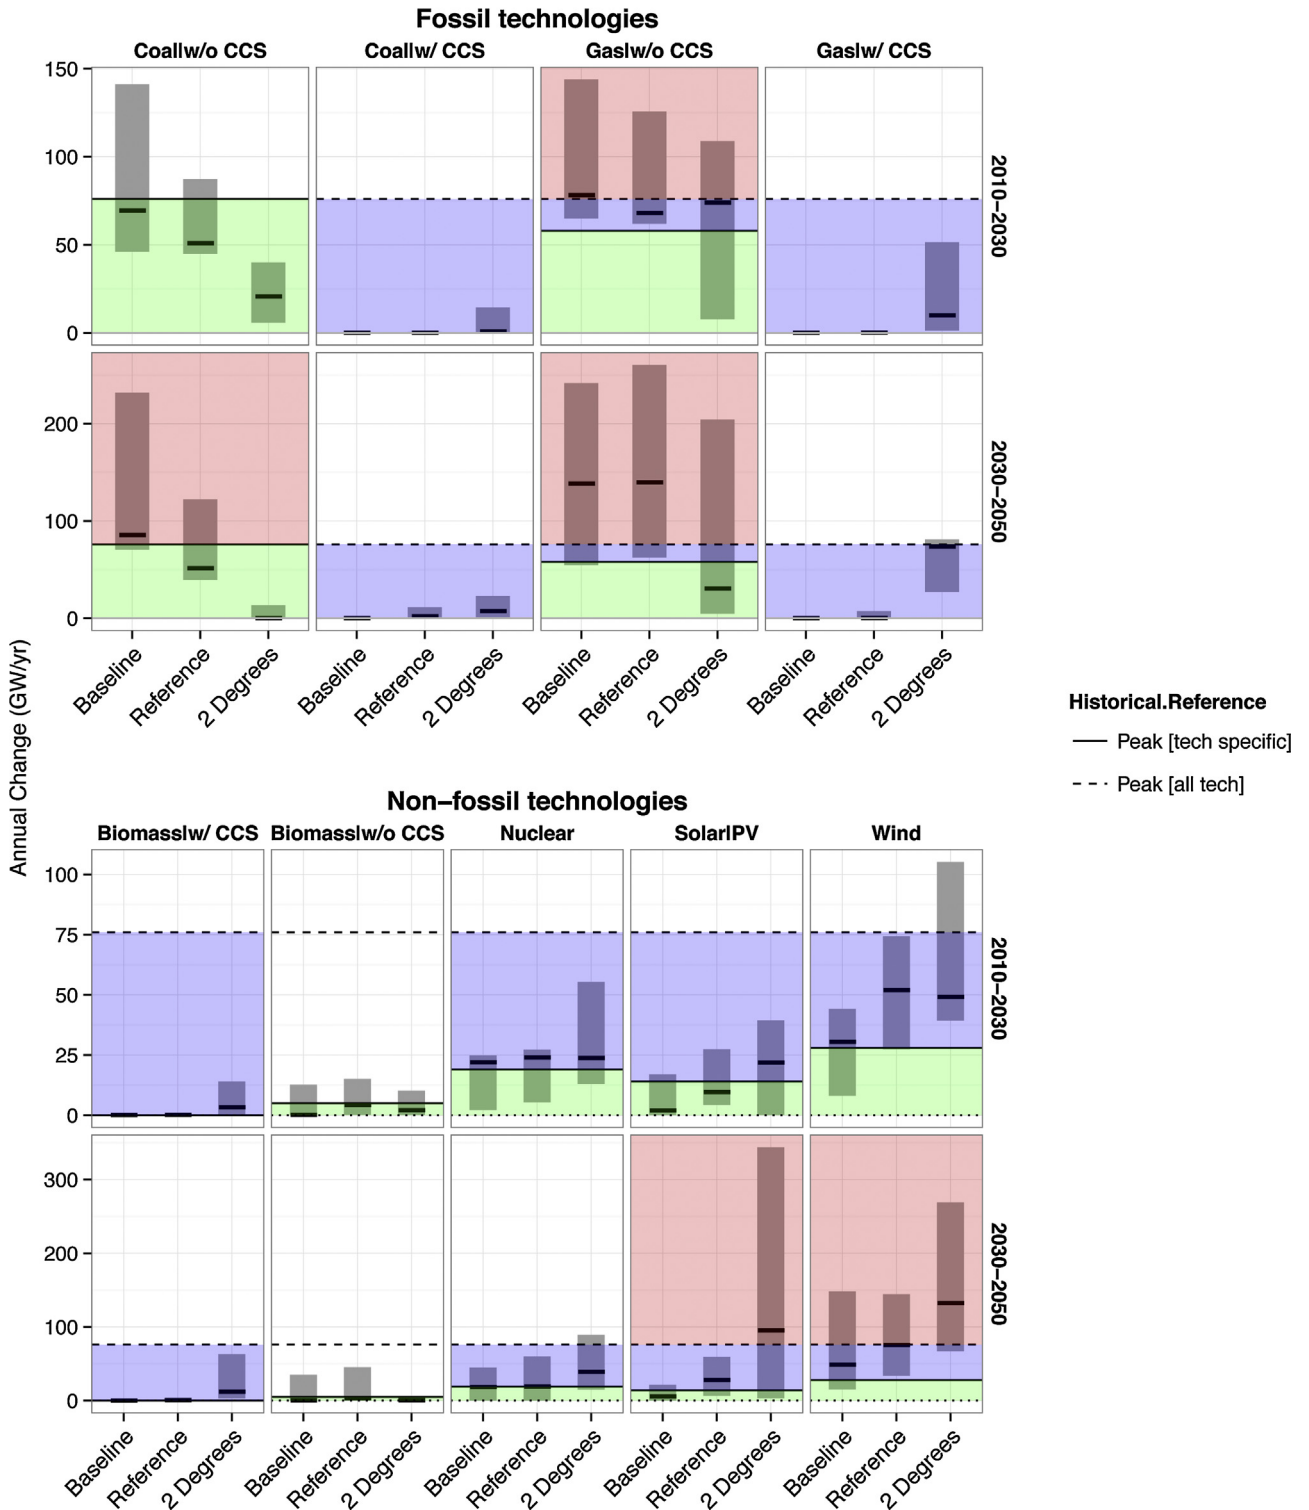 Fossil technologies
Coal|w/o CCS Coal|w/ CCS Gas|w/o CCS Gas|w/ CCS
150
100
50
0
2010−2030
200
100
0
2030−2050
Baseline Reference 2 Degrees Baseline Reference 2 Degrees Baseline Reference 2 Degrees Baseline Reference 2 Degrees
Annual Change (GW/yr)
Historical.Reference
Peak [tech specific]
Peak [all tech]
Non−fossil technologies
Biomass|w/ CCS Biomass|w/o CCS Nuclear Solar|PV Wind
100
75
50
25
0
2010−2030
300
200
100
0
2030−2050
Baseline Reference 2 Degrees Baseline Reference 2 Degrees Baseline Reference 2 Degrees Baseline Reference 2 Degrees Baseline Reference 2 Degrees